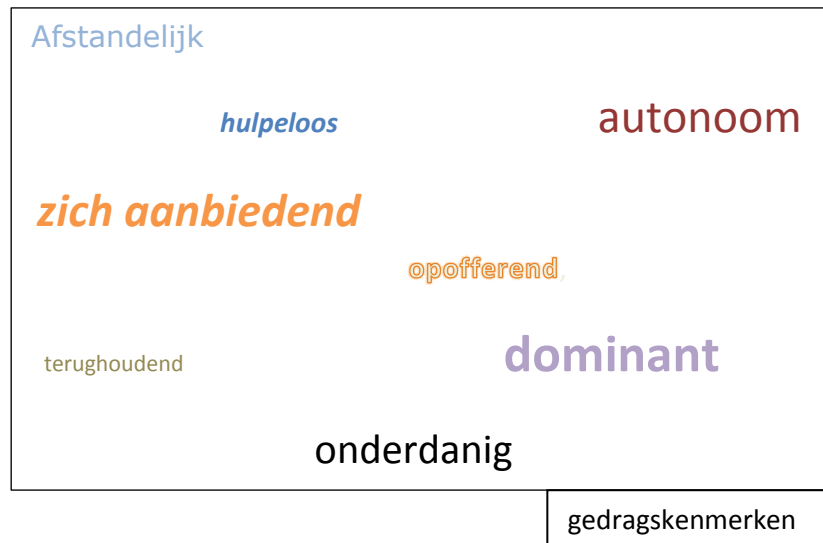 Afstandelijk
hulpeloos
autonoom
zich aanbiedend
opofferend,
terughoudend
dominant
onderdanig
gedragskenmerken